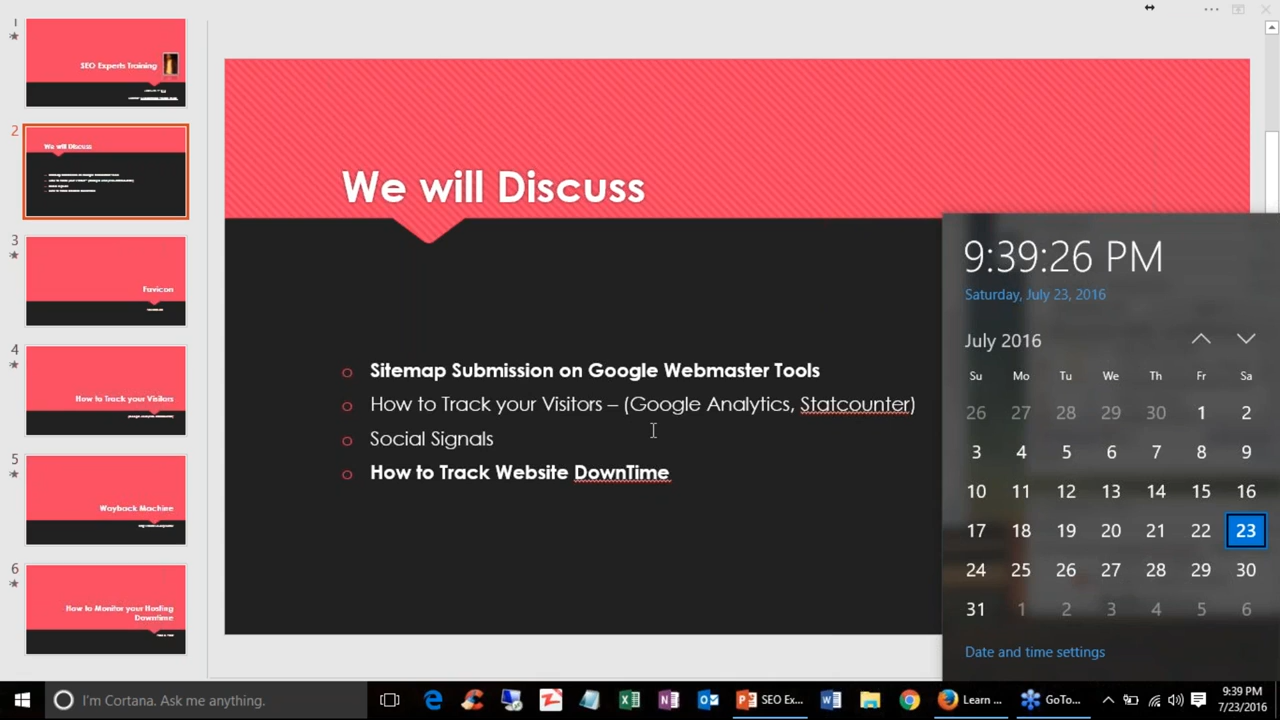 1
SEO Experts Training
2
We will Discuss
3
Favicon
4
How to Track your Visitors
5
Wayback Machine
6
How to Monitor your Hosting
Downtime
We will Discuss
Sitemap Submission on Google Webmaster Tools
How to Track your Visitors – (Google Analytics, Statcounter)
Social Signals
How to Track Website DownTime
9:39:26 PM
Saturday, July 23, 2016
July 2016
Su Mo Tu We Th Fr Sa
26 27 28 29 30 1 2
3 4 5 6 7 8 9
10 11 12 13 14 15 16
17 18 19 20 21 22 23
24 25 26 27 28 29 30
31 1 2 3 4 5 6
Date and time settings
I'm Cortana. Ask me anything.
SEO Ex...
Learn ...
GoTo...
9:39 PM
7/23/2016